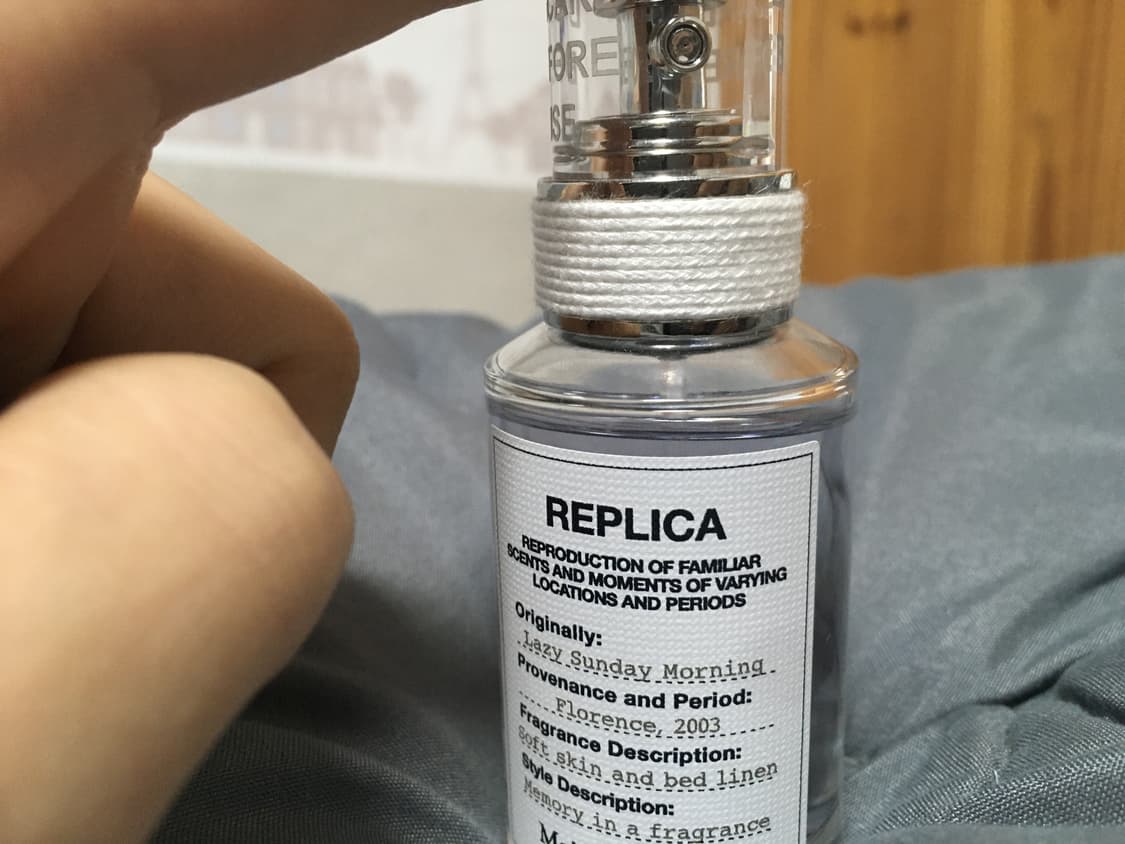 FORE
REPLICA
REPRODUCTION OF FAMILIAR
SCENTS AND MOMENTS OF VARYING
LOCATIONS AND PERIODS
Originally:
Lazy Sunday Morning
Provenance and Period:
Florence, 2003
Fragrance Description:
Soft skin and bed linen
Style Description:
Memory in a fragrance